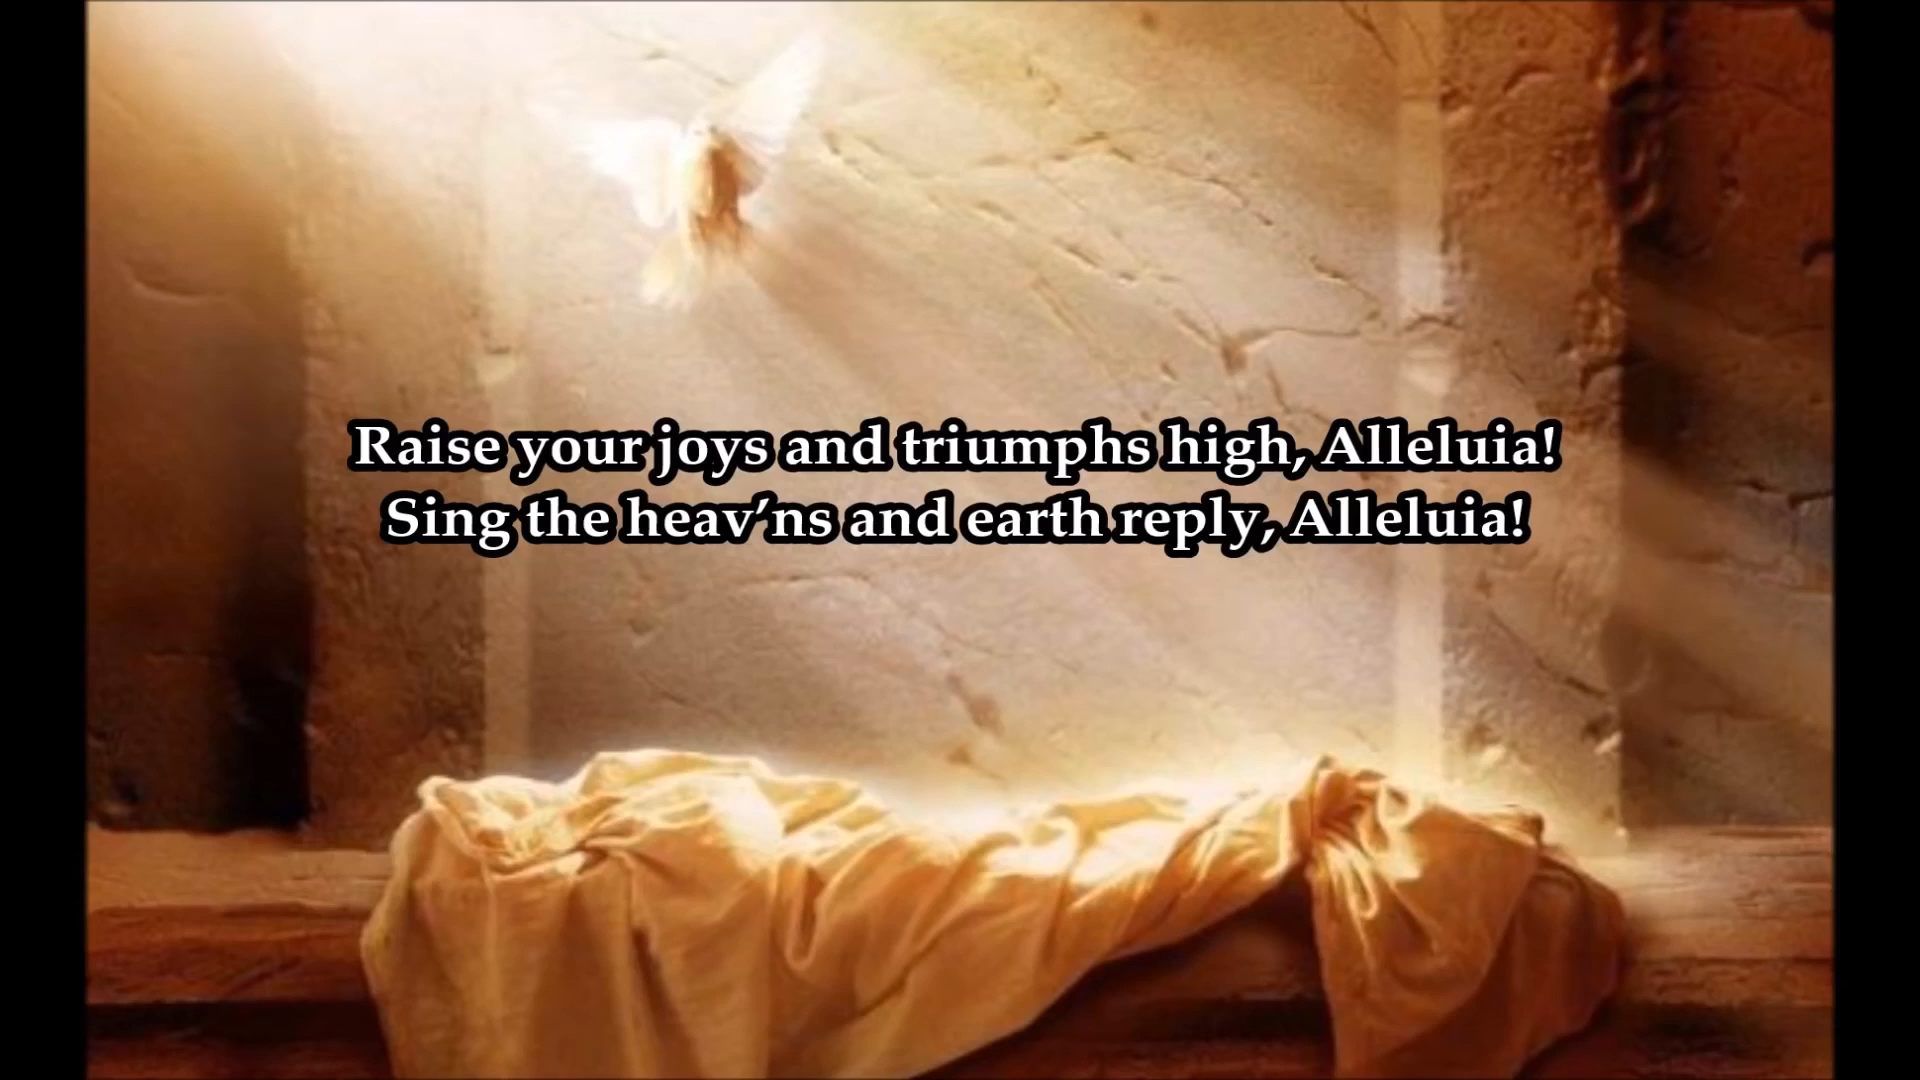 Raise your joys and triumphs high, Alleluia!
Sing the heav’ns and earth reply, Alleluia!